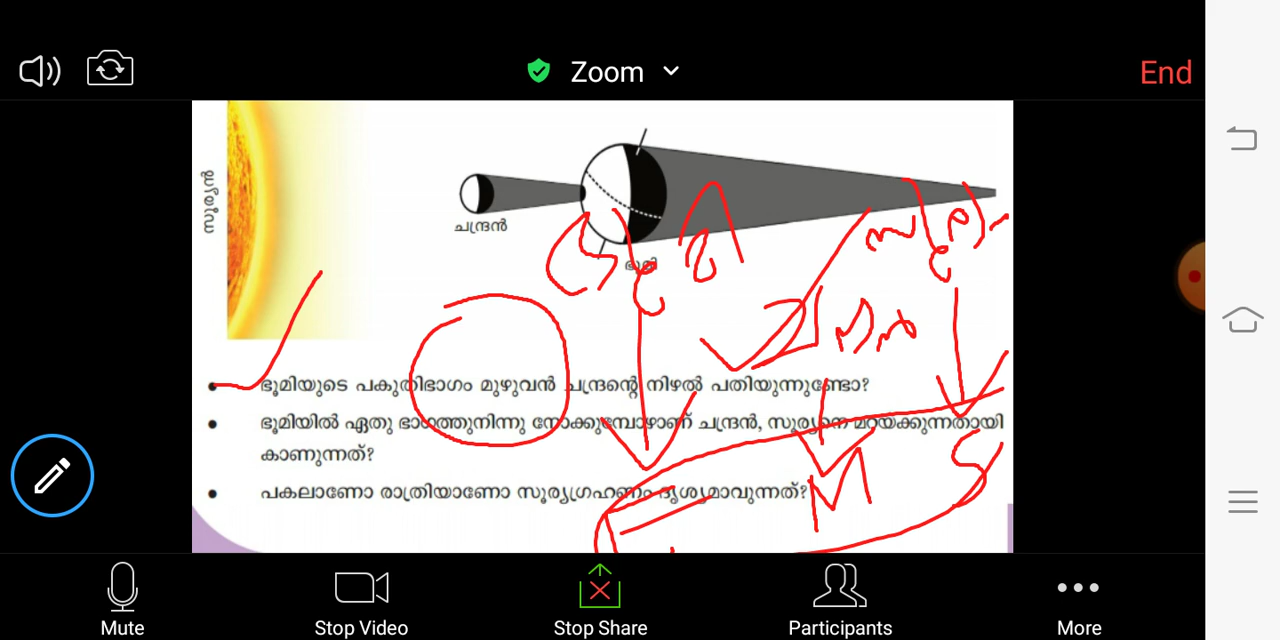 Zoom
End
സൂര്യൻ
ചന്ദ്രൻ
ഭൂമി
ഭൂമിയുടെ പകുതിഭാഗം മുഴുവൻ ചന്ദ്രന്റെ നിഴൽ പതിയുന്നുണ്ടോ?
ഭൂമിയിൽ ഏതു ഭാഗത്തുനിന്നു നോക്കുമ്പോഴാണ് ചന്ദ്രൻ, സൂര്യനെ മറയ്ക്കുന്നതായി
കാണുന്നത്?
പകലാണോ രാത്രിയാണോ സൂര്യഗ്രഹണം ദൃശ്യമാവുന്നത്?
E M S
Mute
Stop Video
Stop Share
Participants
More